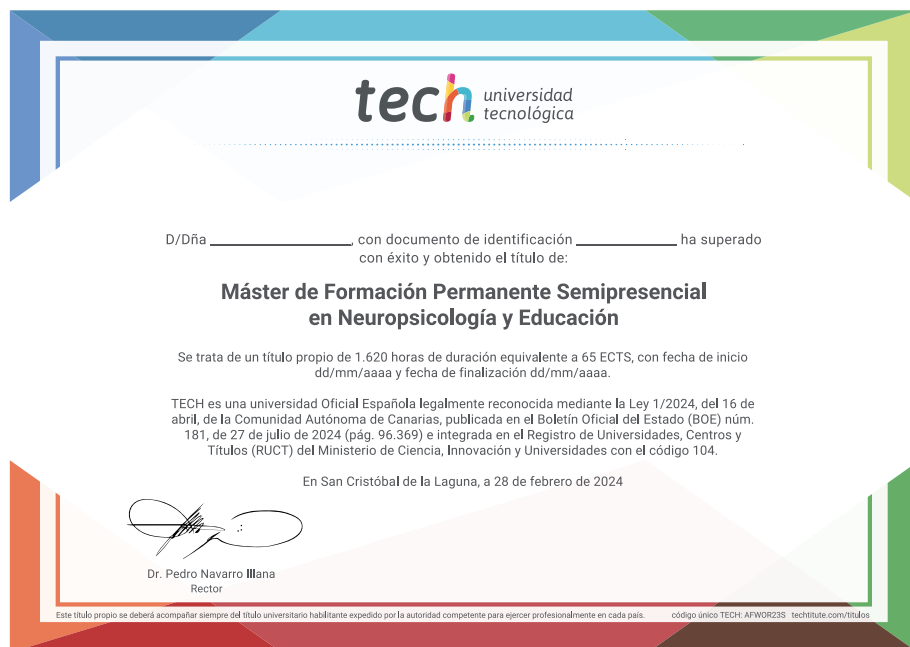 tech universidad
tecnológica
D/Dña ________________, con documento de identificación ___________ ha superado
con éxito y obtenido el título de:
Máster de Formación Permanente Semipresencial
en Neuropsicología y Educación
Se trata de un título propio de 1.620 horas de duración equivalente a 65 ECTS, con fecha de inicio
dd/mm/aaaa y fecha de finalización dd/mm/aaaa.
TECH es una universidad Oficial Española legalmente reconocida mediante la Ley 1/2024, del 16 de
abril, de la Comunidad Autónoma de Canarias, publicada en el Boletín Oficial del Estado (BOE) núm.
181, de 27 de julio de 2024 (pág. 96.369) e integrada en el Registro de Universidades, Centros y
Títulos (RUCT) del Ministerio de Ciencia, Innovación y Universidades con el código 104.
En San Cristóbal de la Laguna, a 28 de febrero de 2024
Dr. Pedro Navarro Illana
Rector
Este título propio se deberá acompañar siempre del título universitario habilitante expedido por la autoridad competente para ejercer profesionalmente en cada país. código único TECH: AFWOR23S techtitute.com/titulos